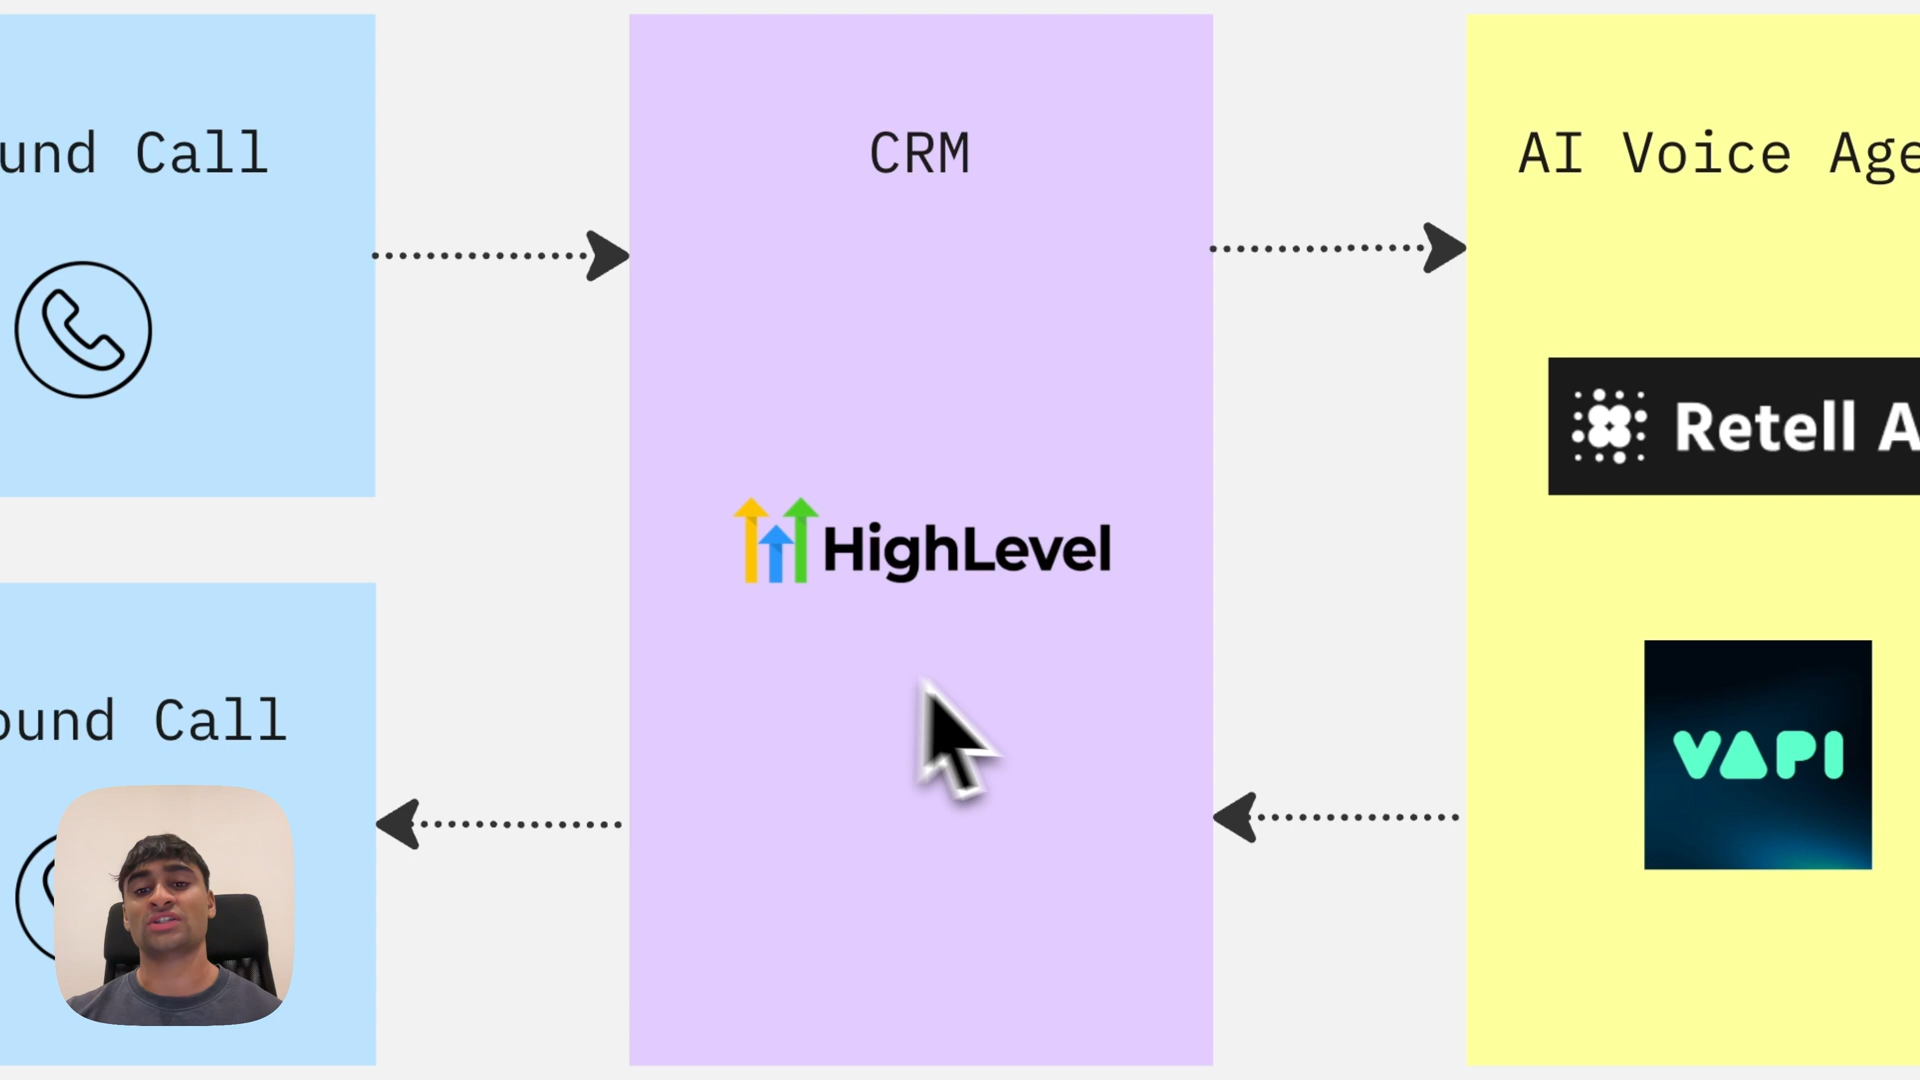 und Call
CRM
AI Voice Age
Retell A
HighLevel
ound Call
VAPI